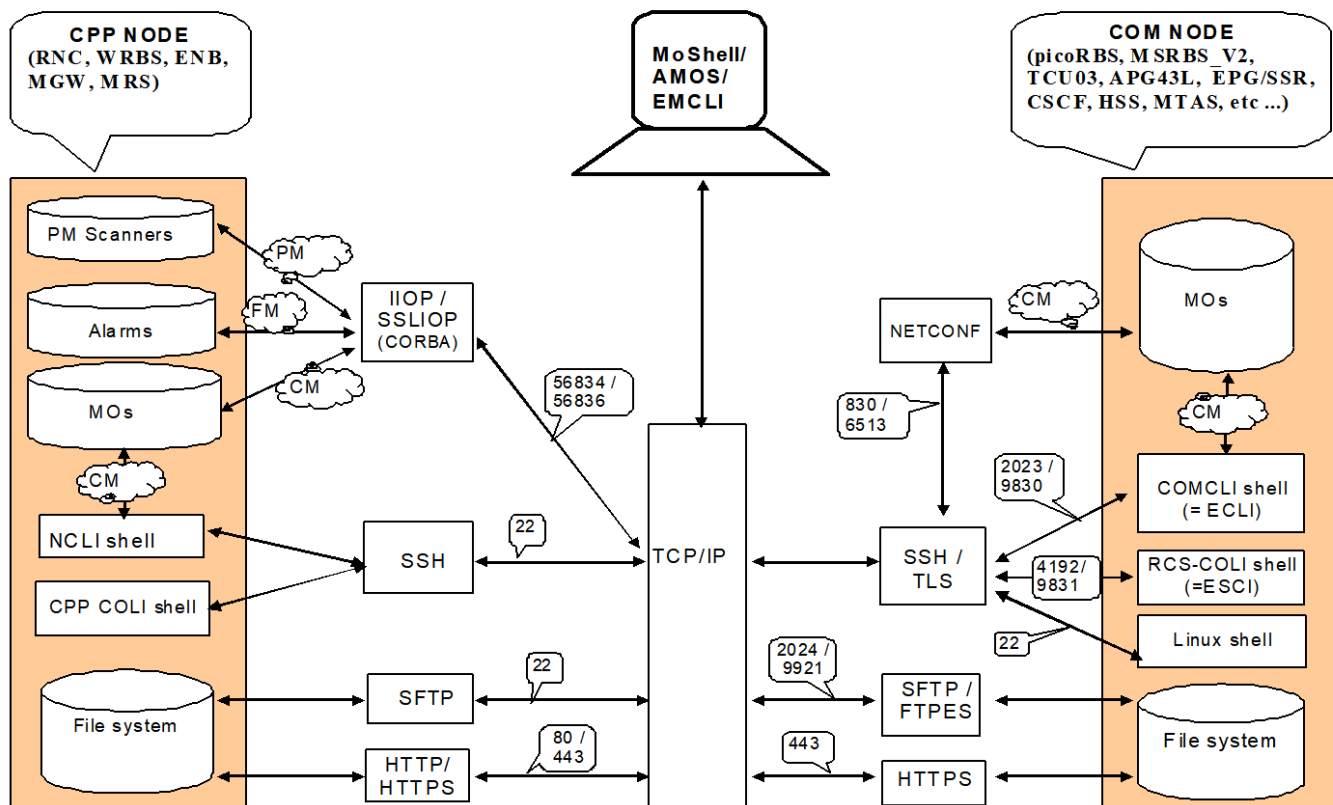 CPP NODE
(RNC, WRBS, ENB,
MGW, MRS)
MoShell/
AMOS/
EMCLI
COM NODE
(picoRBS, MSRBS_V2,
TCU03, APG43L, EPG/SSR,
CSCF, HSS, MTAS, etc ...)
PM Scanners
PM
Alarms
FM
IIOP /
SSLIOP
(CORBA)
MOs
CM
CM
NCLI shell
CPP COLI shell
SSH
22
56834 /
56836
TCP/IP
File system
SFTP
22
HTTP/
HTTPS
80 /
443
NETCONF
CM
MOs
830 /
6513
CM
2023 /
9830
COMCLI shell
(= ECLI)
SSH /
TLS
4192/
9831
RCS-COLI shell
(=ESCI)
22
Linux shell
2024 /
9921
SFTP /
FTPES
File system
443
HTTPS